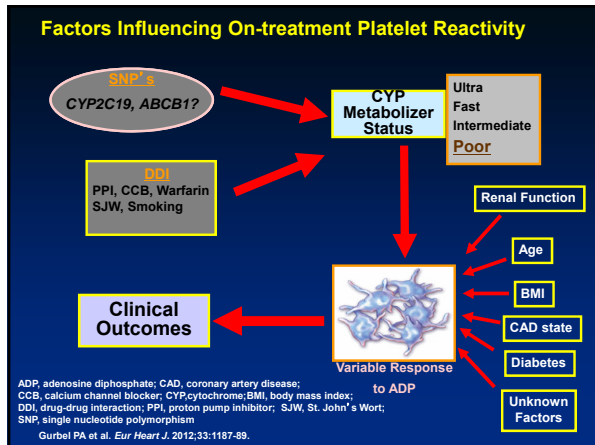 Factors Influencing On-treatment Platelet Reactivity
SNP's
CYP2C19, ABCB1?
CYP
Metabolizer
Status
Ultra
Fast
Intermediate
Poor
DDI
PPI, CCB, Warfarin
SJW, Smoking
Renal Function
Age
BMI
CAD state
Diabetes
Unknown
Factors
Clinical
Outcomes
Variable Response
to ADP
ADP, adenosine diphosphate; CAD, coronary artery disease;
CCB, calcium channel blocker; CYP,cytochrome;BMI, body mass index;
DDI, drug-drug interaction; PPI, proton pump inhibitor; SJW, St. John's Wort;
SNP, single nucleotide polymorphism
Gurbel PA et al. Eur Heart J. 2012;33:1187-89.